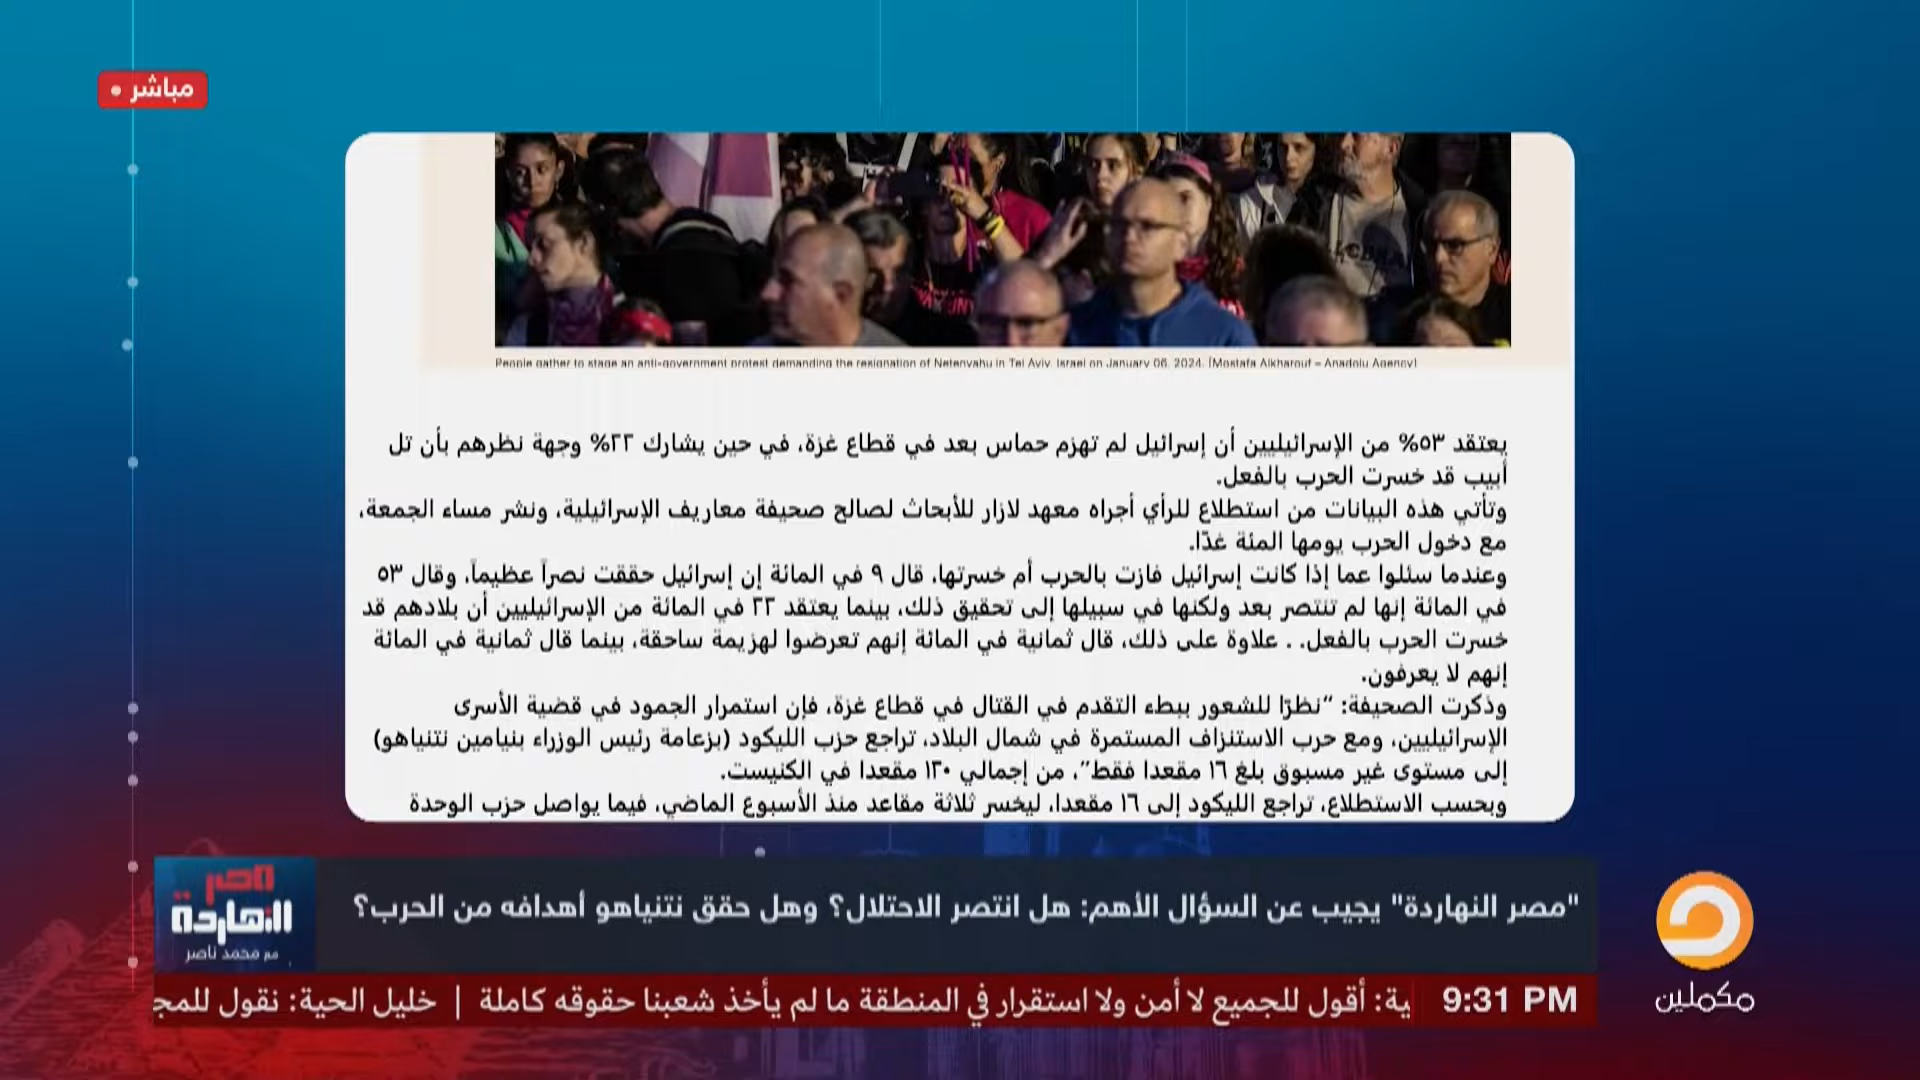 مباشر
People gather to stage an anti-government protest demanding the resignation of Netenyahu in Tel Aviv, Israel on January 06, 2024. [Mostafa Alkharouf – Anadolu Agency]
يعتقد ٥٣% من الإسرائيليين أن إسرائيل لم تهزم حماس بعد في قطاع غزة، في حين يشارك ٢٢% وجهة نظرهم بأن تل
أبيب قد خسرت الحرب بالفعل.
وتأتي هذه البيانات من استطلاع للرأي أجراه معهد لازار للأبحاث لصالح صحيفة معاريف الإسرائيلية، ونشر مساء الجمعة،
مع دخول الحرب يومها المئة غدًا.
وعندما سئلوا عما إذا كانت إسرائيل فازت بالحرب أم خسرتها، قال ٩ في المائة إن إسرائيل حققت نصراً عظيماً، وقال ٥٣
في المائة إنها لم تنتصر بعد ولكنها في سبيلها إلى تحقيق ذلك، بينما يعتقد ٢٢ في المائة من الإسرائيليين أن بلادهم قد
خسرت الحرب بالفعل. . علاوة على ذلك، قال ثمانية في المائة إنهم تعرضوا لهزيمة ساحقة، بينما قال ثمانية في المائة
إنهم لا يعرفون.
وذكرت الصحيفة: ”نظرًا للشعور ببطء التقدم في القتال في قطاع غزة، فإن استمرار الجمود في قضية الأسرى
الإسرائيليين، ومع حرب الاستنزاف المستمرة في شمال البلاد، تراجع حزب الليكود (بزعامة رئيس الوزراء بنيامين نتنياهو)
إلى مستوى غير مسبوق بلغ ١٦ مقعدا فقط”، من إجمالي ١٢٠ مقعدا في الكنيست.
وبحسب الاستطلاع، تراجع الليكود إلى ١٦ مقعدا، ليخسر ثلاثة مقاعد منذ الأسبوع الماضي، فيما يواصل حزب الوحدة
"مصر النهاردة" يجيب عن السؤال الأهم: هل انتصر الاحتلال؟ وهل حقق نتنياهو أهدافه من الحرب؟
مصر
النهاردة
مع محمد ناصر
9:31 PM
ية: أقول للجميع لا أمن ولا استقرار في المنطقة ما لم يأخذ شعبنا حقوقه كاملة | خليل الحية: نقول للمج
مكملين